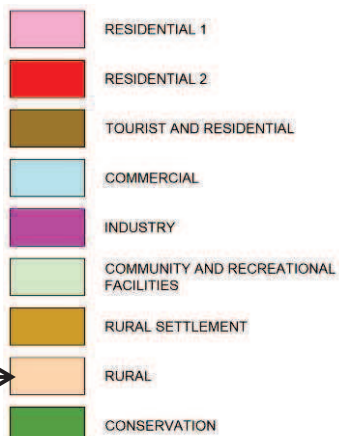 RESIDENTIAL 1
RESIDENTIAL 2
TOURIST AND RESIDENTIAL
COMMERCIAL
INDUSTRY
COMMUNITY AND RECREATIONAL
FACILITIES
RURAL SETTLEMENT
RURAL
CONSERVATION